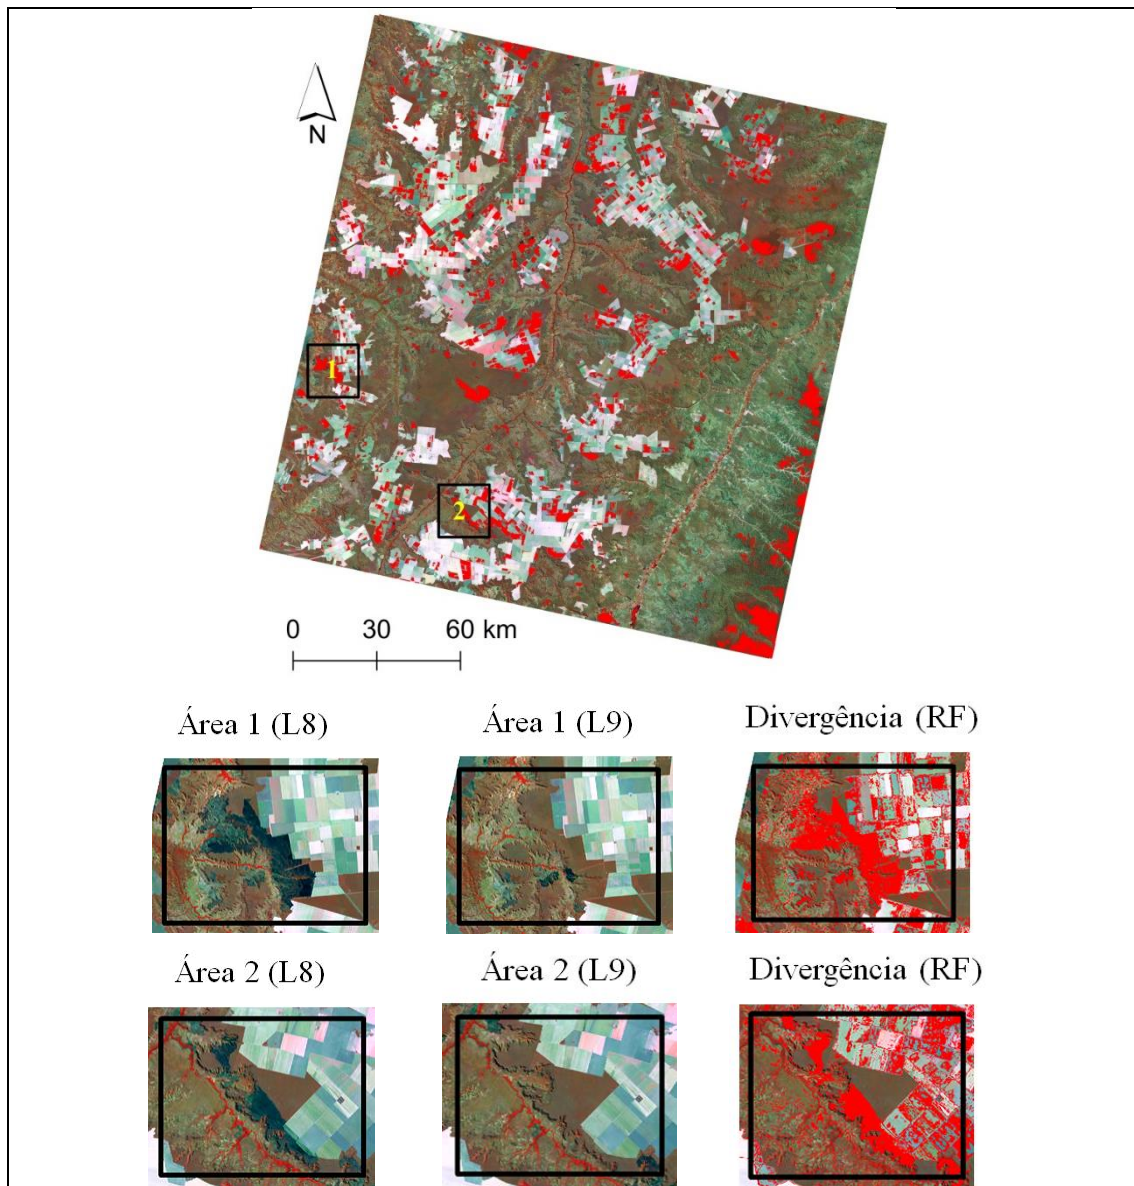 N
1
2
0 30 60 km
Área 1 (L8) Área 1 (L9) Divergência (RF)
Área 2 (L8) Área 2 (L9) Divergência (RF)